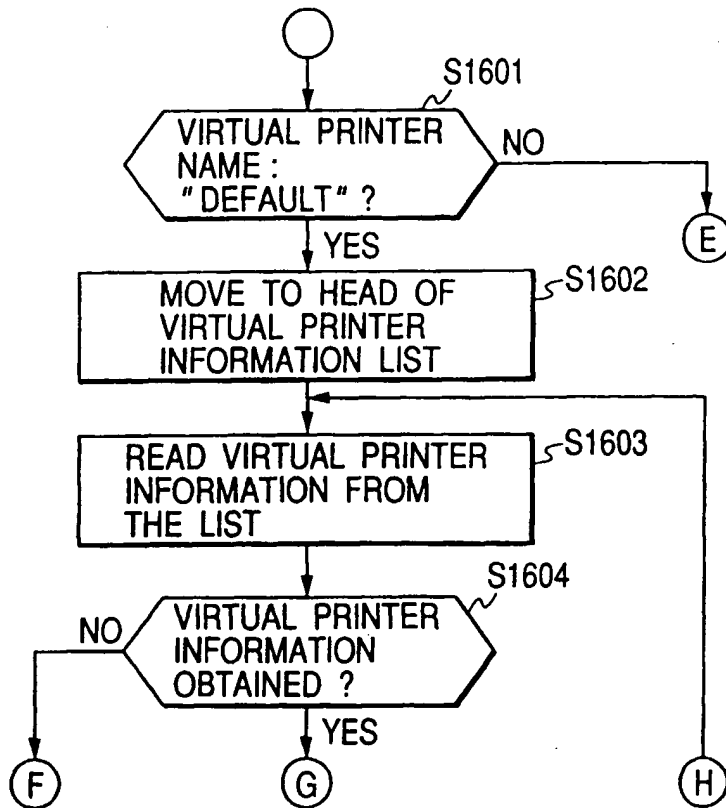 S1601
VIRTUAL PRINTER
NAME :
"DEFAULT" ?
NO
E
YES
S1602
MOVE TO HEAD OF
VIRTUAL PRINTER
INFORMATION LIST
S1603
READ VIRTUAL PRINTER
INFORMATION FROM
THE LIST
S1604
VIRTUAL PRINTER
INFORMATION
OBTAINED ?
NO
YES
F
G
H